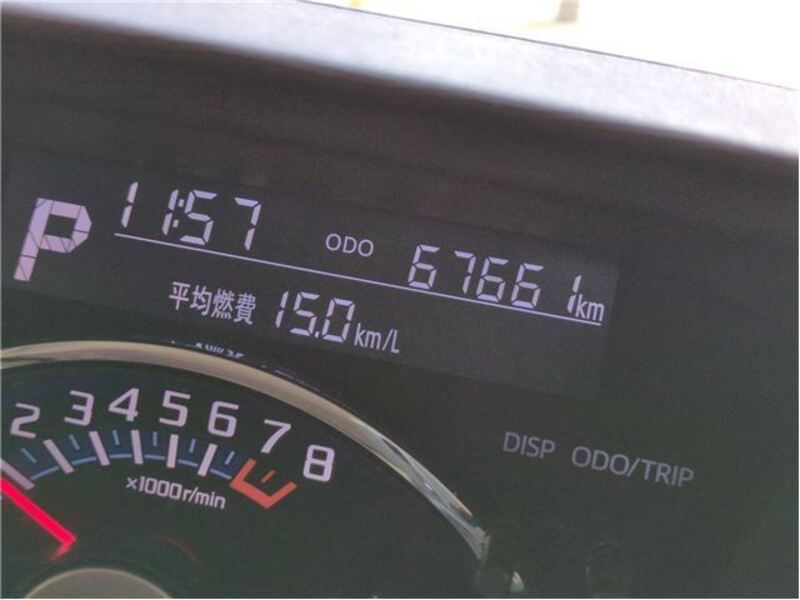 P 11:57 ODO 67661km
平均燃費 15.0km/L
2 3 4 5 6 7 8
×1000r/min
DISP ODO/TRIP